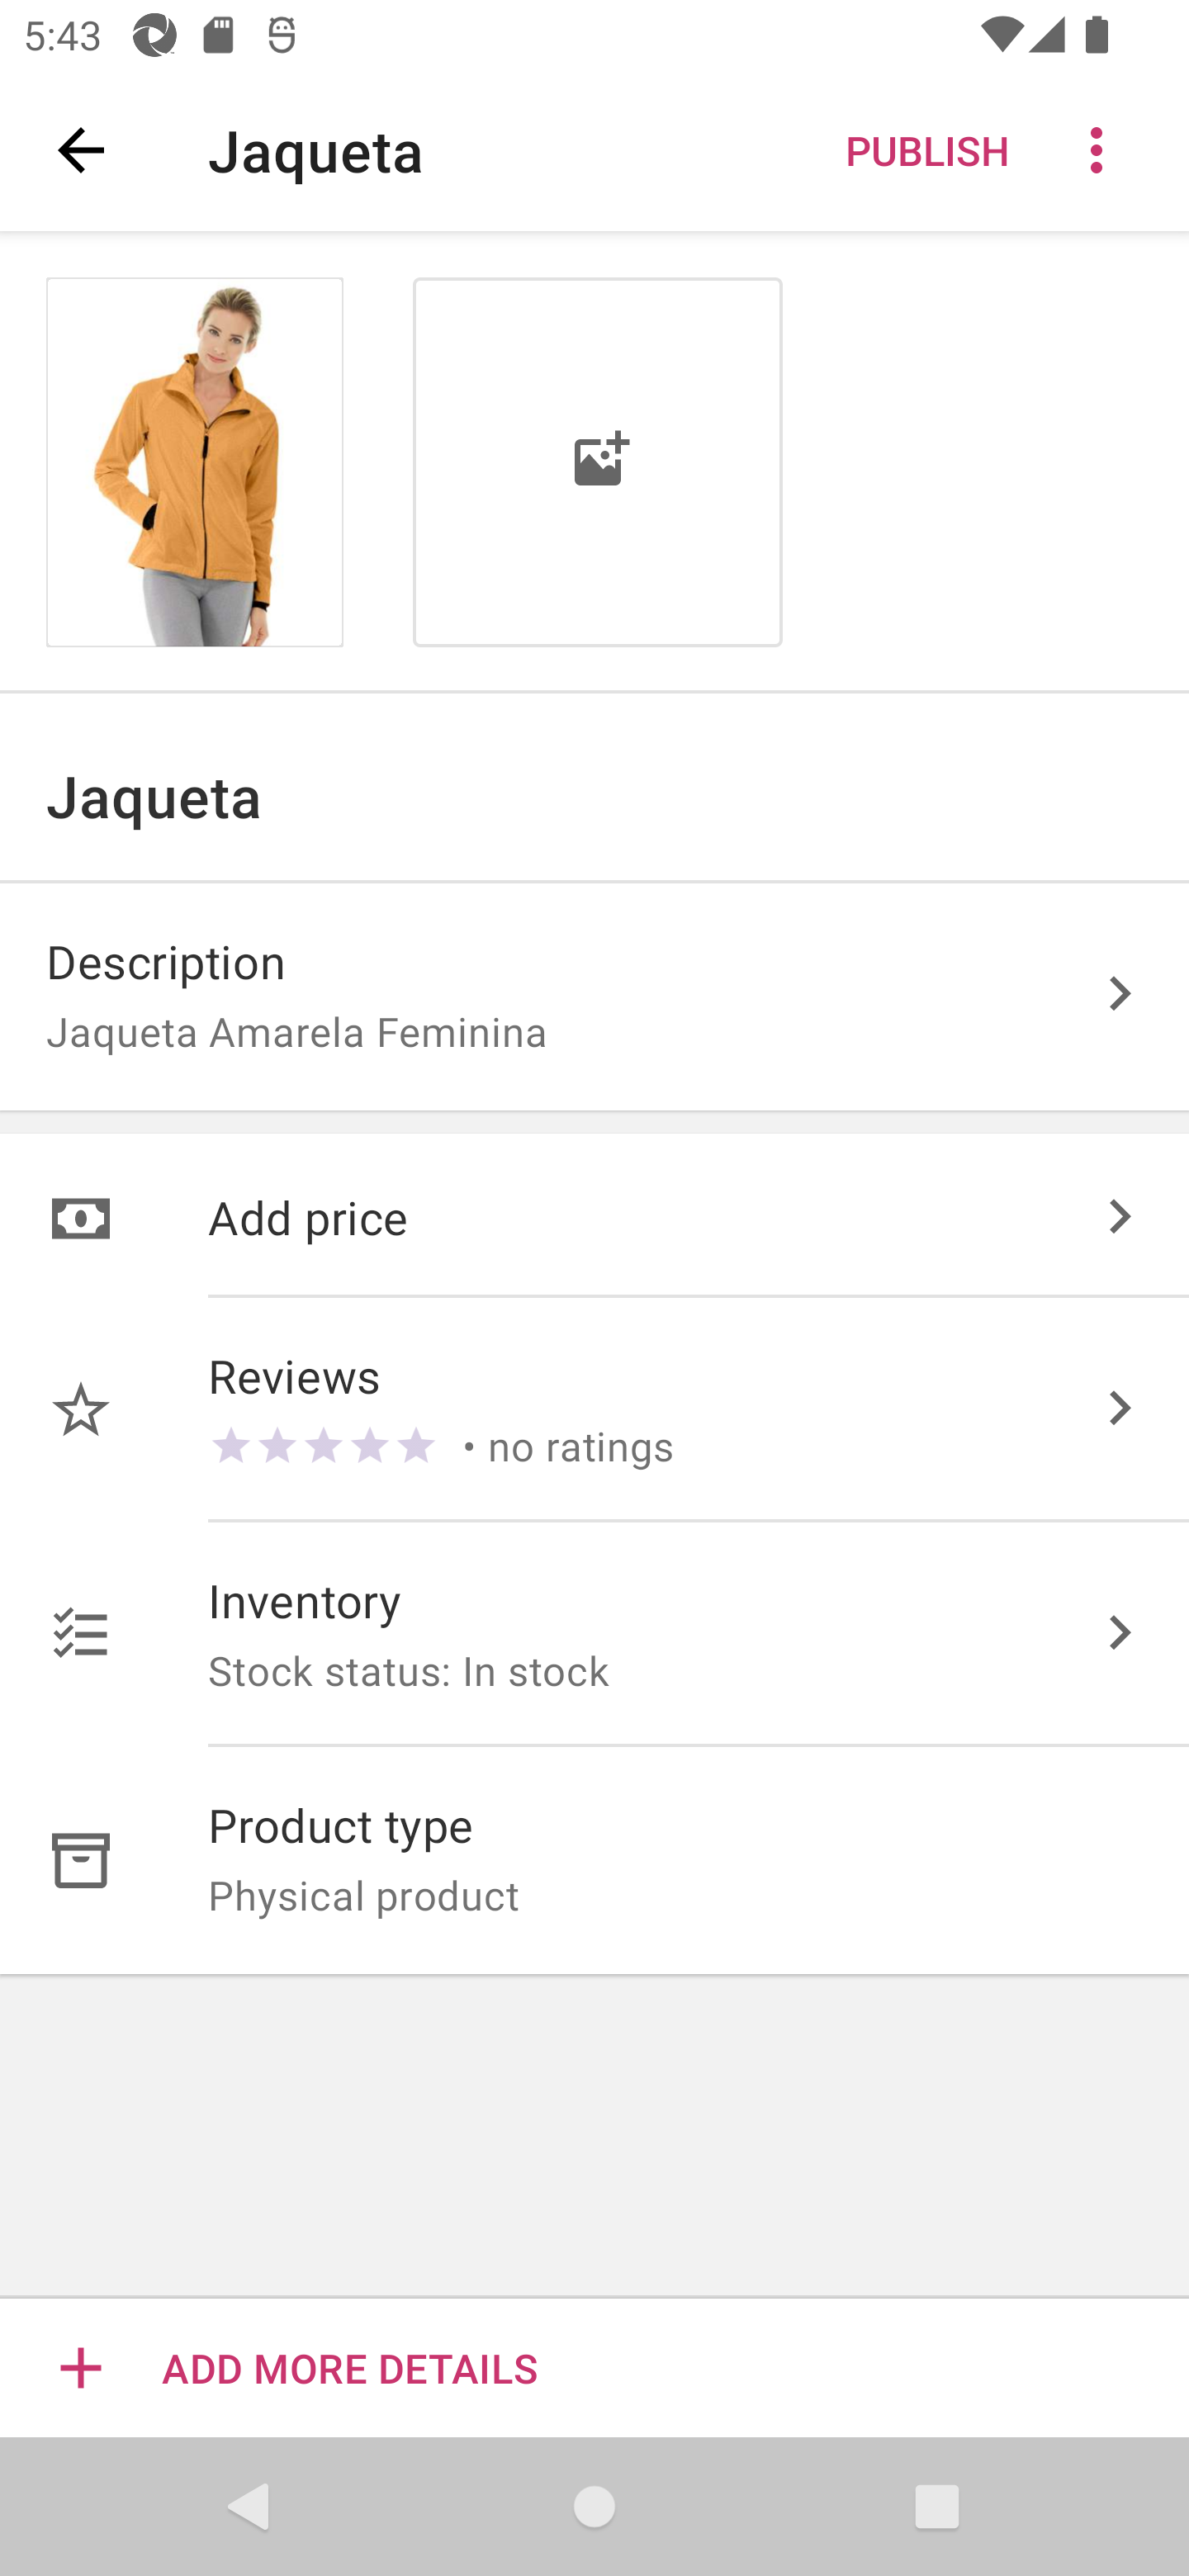 5:43
Jaqueta
PUBLISH
Jaqueta
Description
Jaqueta Amarela Feminina
Add price
Reviews
• no ratings
Inventory
Stock status: In stock
Product type
Physical product
ADD MORE DETAILS